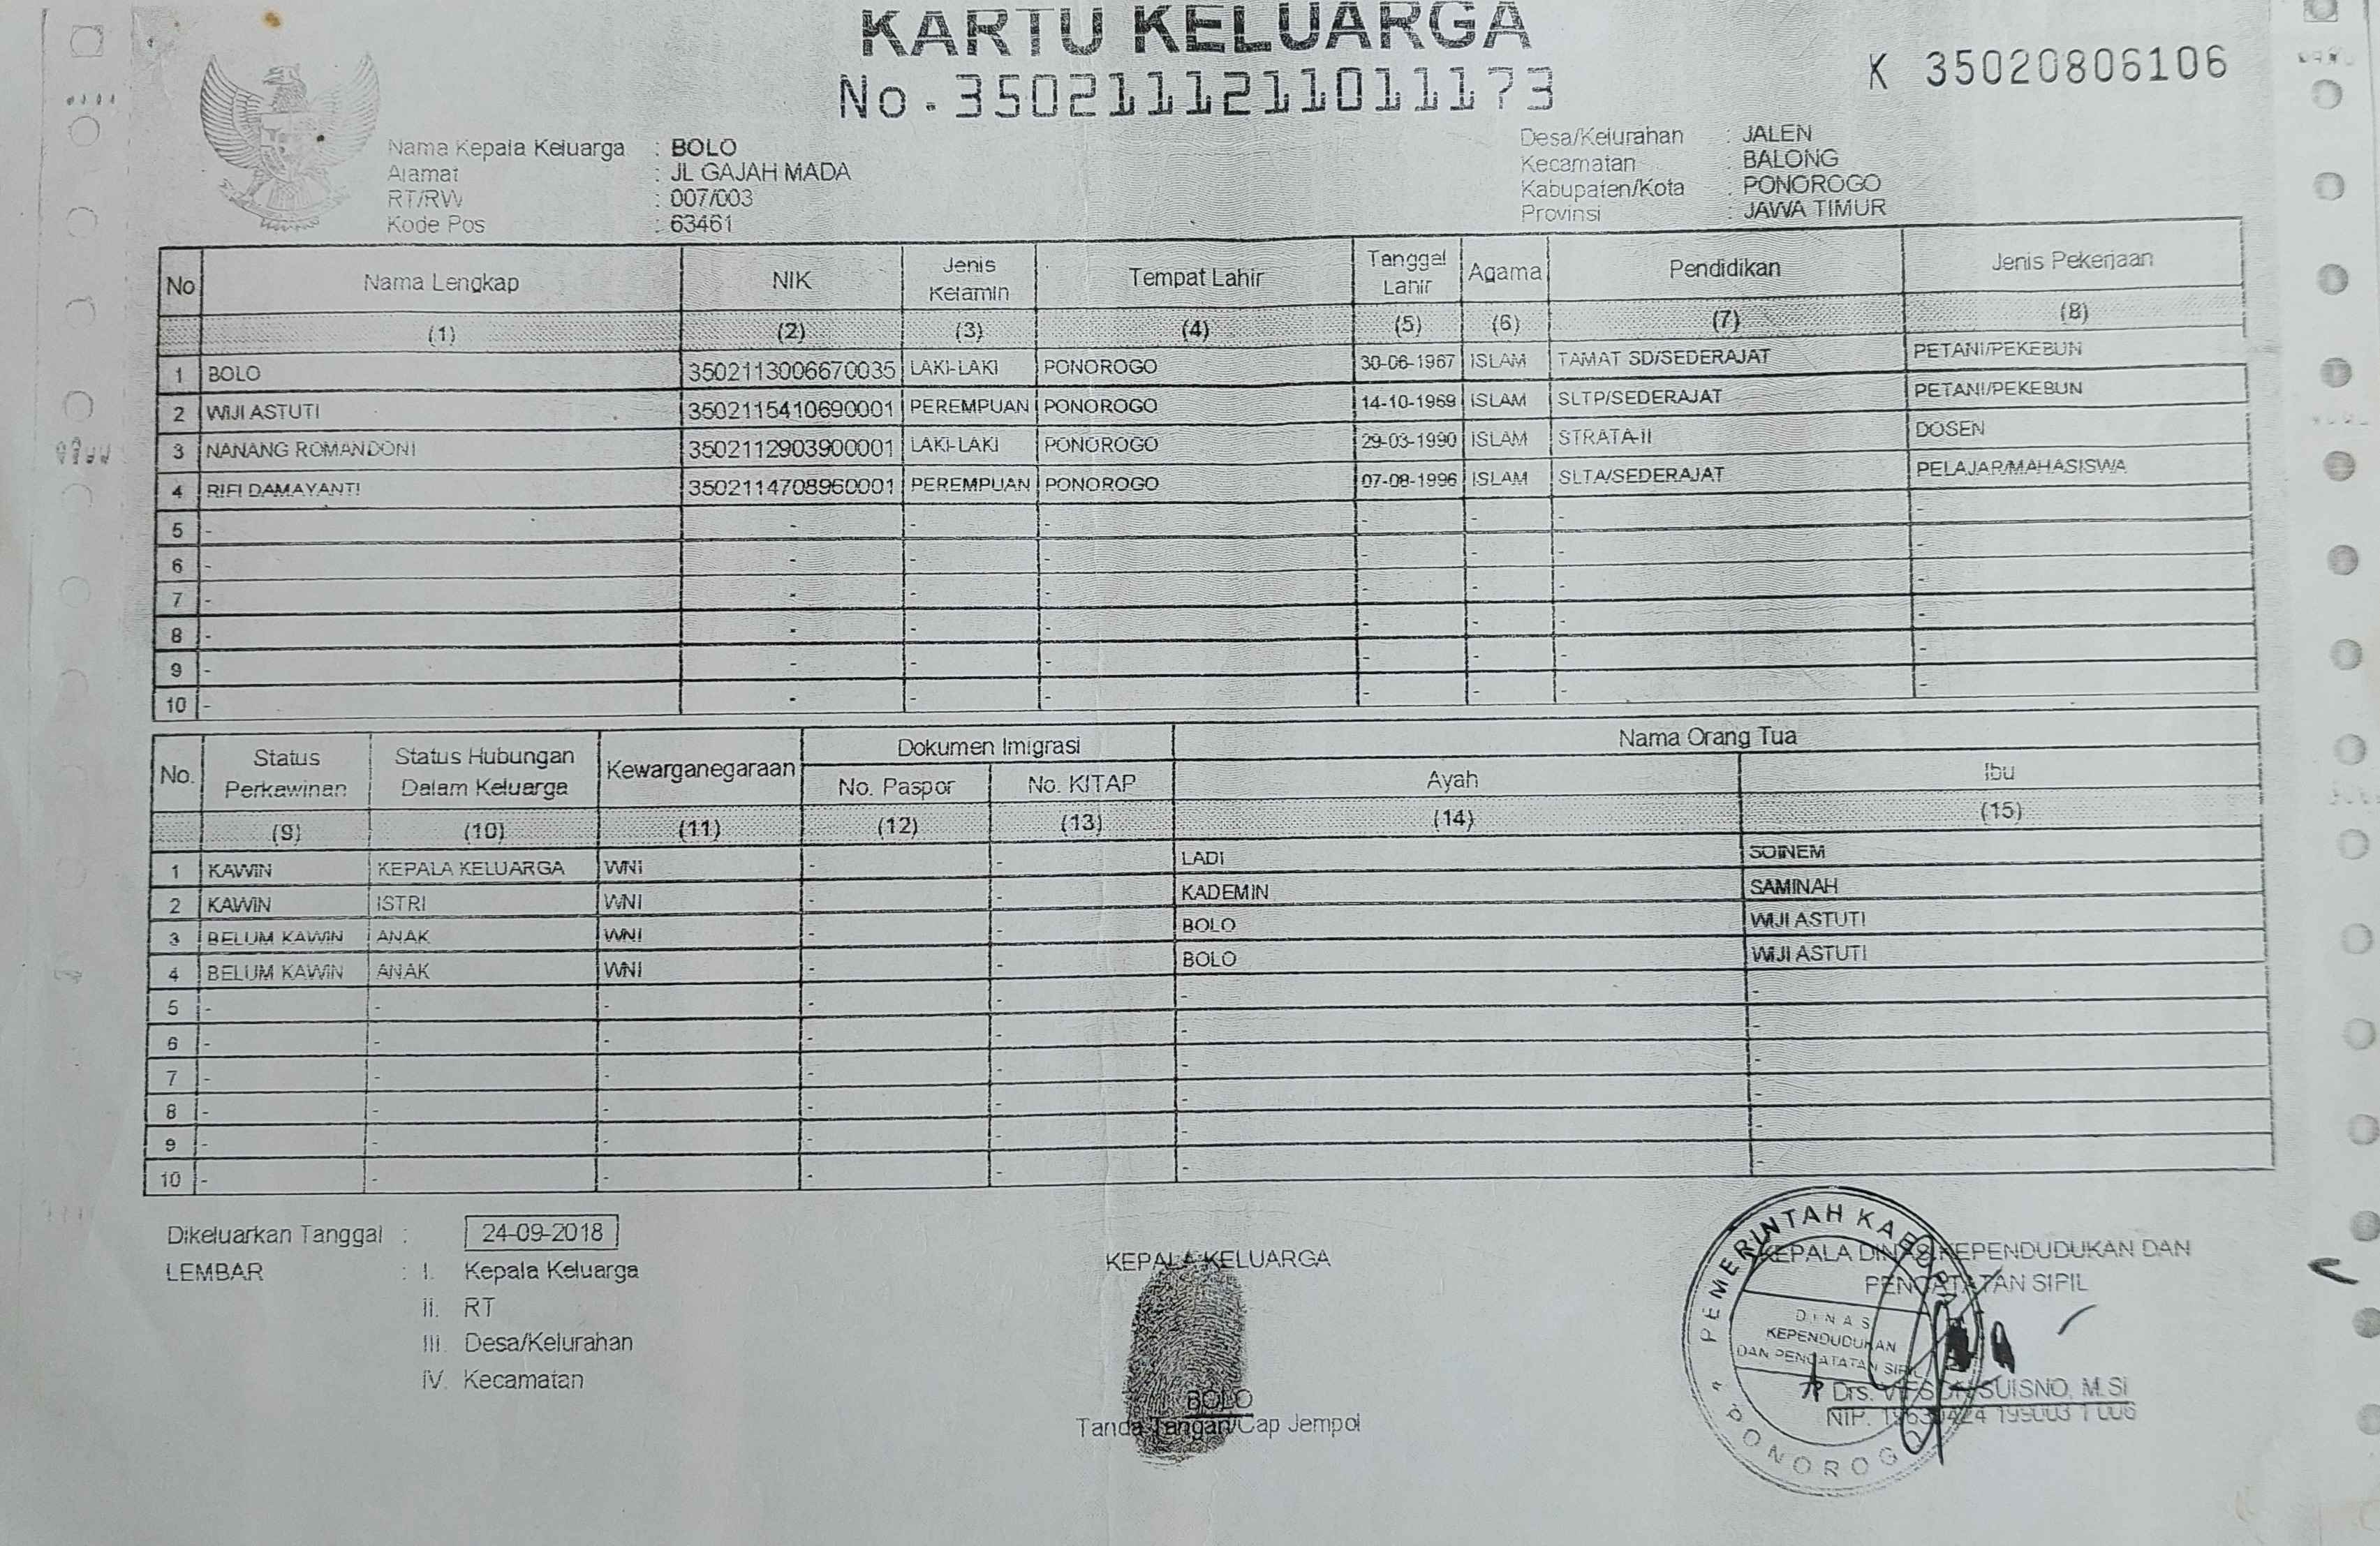 KARTU KELUARGA
No. 3502111211011173
K 35020806106
Nama Kepala Keluarga : BOLO
Alamat : JL GAJAH MADA
RT/RW : 007/003
Kode Pos : 63461
Desa/Kelurahan : JALEN
Kecamatan : BALONG
Kabupaten/Kota : PONOROGO
Provinsi : JAWA TIMUR
No Nama Lengkap NIK Jenis Kelamin Tempat Lahir Tanggal Lahir Agama Pendidikan Jenis Pekerjaan
(1) (2) (3) (4) (5) (6) (7) (8)
1 BOLO 3502113006670035 LAKI-LAKI PONOROGO 30-06-1967 ISLAM TAMAT SD/SEDERAJAT PETANI/PEKEBUN
2 WIJI ASTUTI 3502115410690001 PEREMPUAN PONOROGO 14-10-1969 ISLAM SLTP/SEDERAJAT PETANI/PEKEBUN
3 NANANG ROMANDONI 3502112903900001 LAKI-LAKI PONOROGO 29-03-1990 ISLAM STRATA-II DOSEN
4 RIFI DAMAYANTI 3502114708960001 PEREMPUAN PONOROGO 07-08-1996 ISLAM SLTA/SEDERAJAT PELAJAR/MAHASISWA
5 - - - - - - - -
6 - - - - - - - -
7 - - - - - - - -
8 - - - - - - - -
9 - - - - - - - -
10 - - - - - - - -
No. Status Perkawinan Status Hubungan Dalam Keluarga Kewarganegaraan Dokumen Imigrasi Nama Orang Tua
No. Paspor No. KITAP Ayah Ibu
(9) (10) (11) (12) (13) (14) (15)
1 KAWIN KEPALA KELUARGA WNI - - LADI SOINEM
2 KAWIN ISTRI WNI - - KADEMIN SAMINAH
3 BELUM KAWIN ANAK WNI - - BOLO WIJI ASTUTI
4 BELUM KAWIN ANAK WNI - - BOLO WIJI ASTUTI
5 - - - - - - -
6 - - - - - - -
7 - - - - - - -
8 - - - - - - -
9 - - - - - - -
10 - - - - - - -
Dikeluarkan Tanggal : 24-09-2018
LEMBAR : I. Kepala Keluarga
II. RT
III. Desa/Kelurahan
IV. Kecamatan
KEPALA KELUARGA
BOLO
Tanda Tangan/Cap Jempol
KEPALA DINAS KEPENDUDUKAN DAN
PENCATATAN SIPIL
PEMERINTAH
DINAS
KEPENDUDUKAN
DAN PENCATATAN SIPIL
PONOROGO
Drs. SUISNO, M.Si
NIP. 19630424 199003 1 006